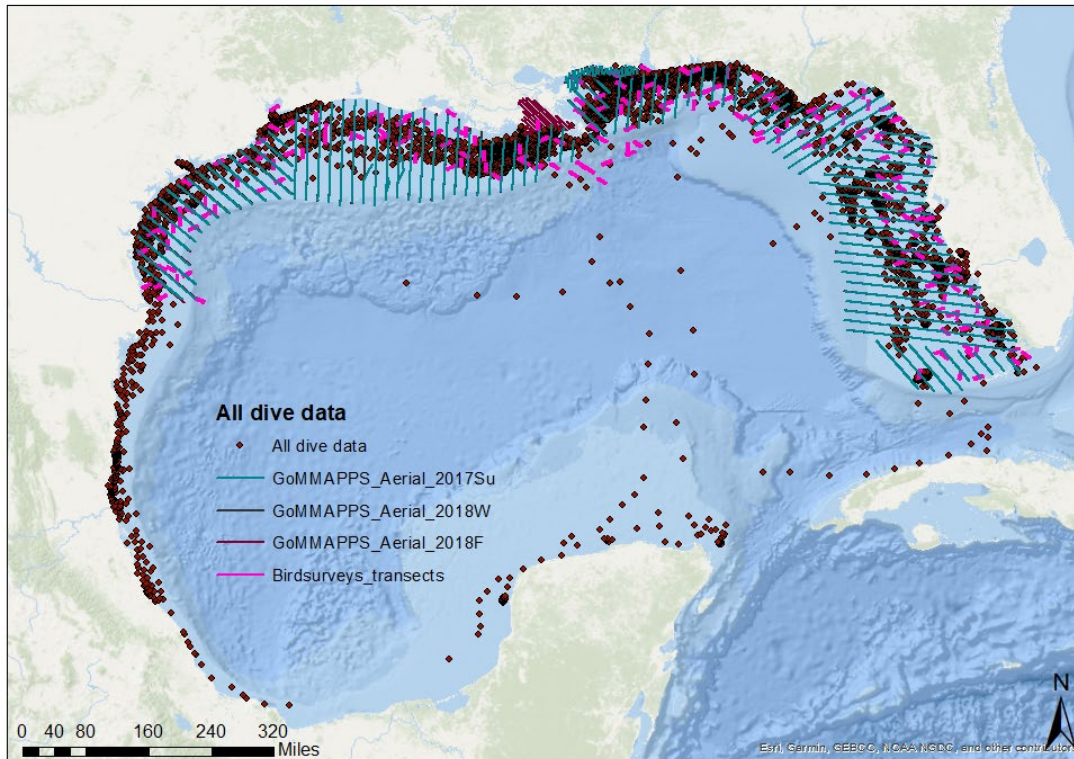 All dive data
All dive data
GoMMAPPS_Aerial_2017Su
GoMMAPPS_Aerial_2018W
GoMMAPPS_Aerial_2018F
Birdsurveys_transects
N
0 40 80 160 240 320
Miles
Esri, Garmin, GEBCO, NOAA NGDC, and other contributor